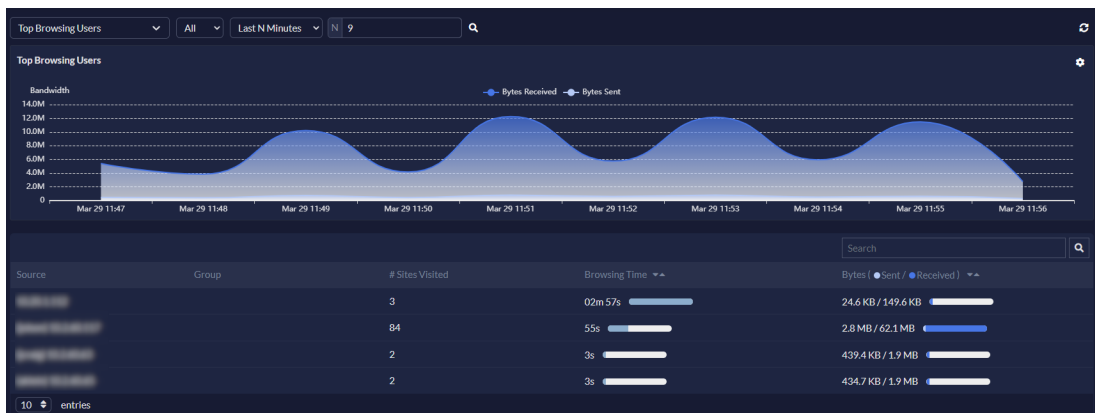 Top Browsing Users All Last N Minutes N 9
Top Browsing Users
Bandwidth
Bytes Received Bytes Sent
14.0M
12.0M
10.0M
8.0M
6.0M
4.0M
2.0M
0
Mar 29 11:47 Mar 29 11:48 Mar 29 11:49 Mar 29 11:50 Mar 29 11:51 Mar 29 11:52 Mar 29 11:53 Mar 29 11:54 Mar 29 11:55 Mar 29 11:56
Search
Source Group # Sites Visited Browsing Time Bytes ( Sent / Received )
3 02m 57s 24.6 KB / 149.6 KB
84 55s 2.8 MB / 62.1 MB
2 3s 439.4 KB / 1.9 MB
2 3s 434.7 KB / 1.9 MB
10 entries